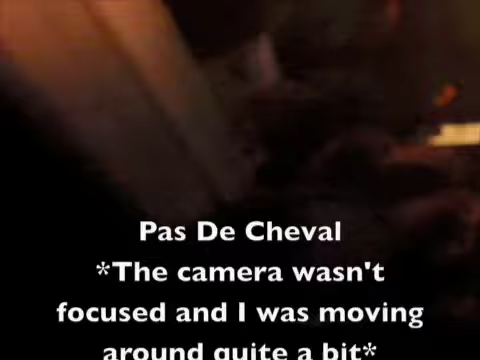 Pas De Cheval
*The camera wasn't
focused and I was moving
around quite a bit*